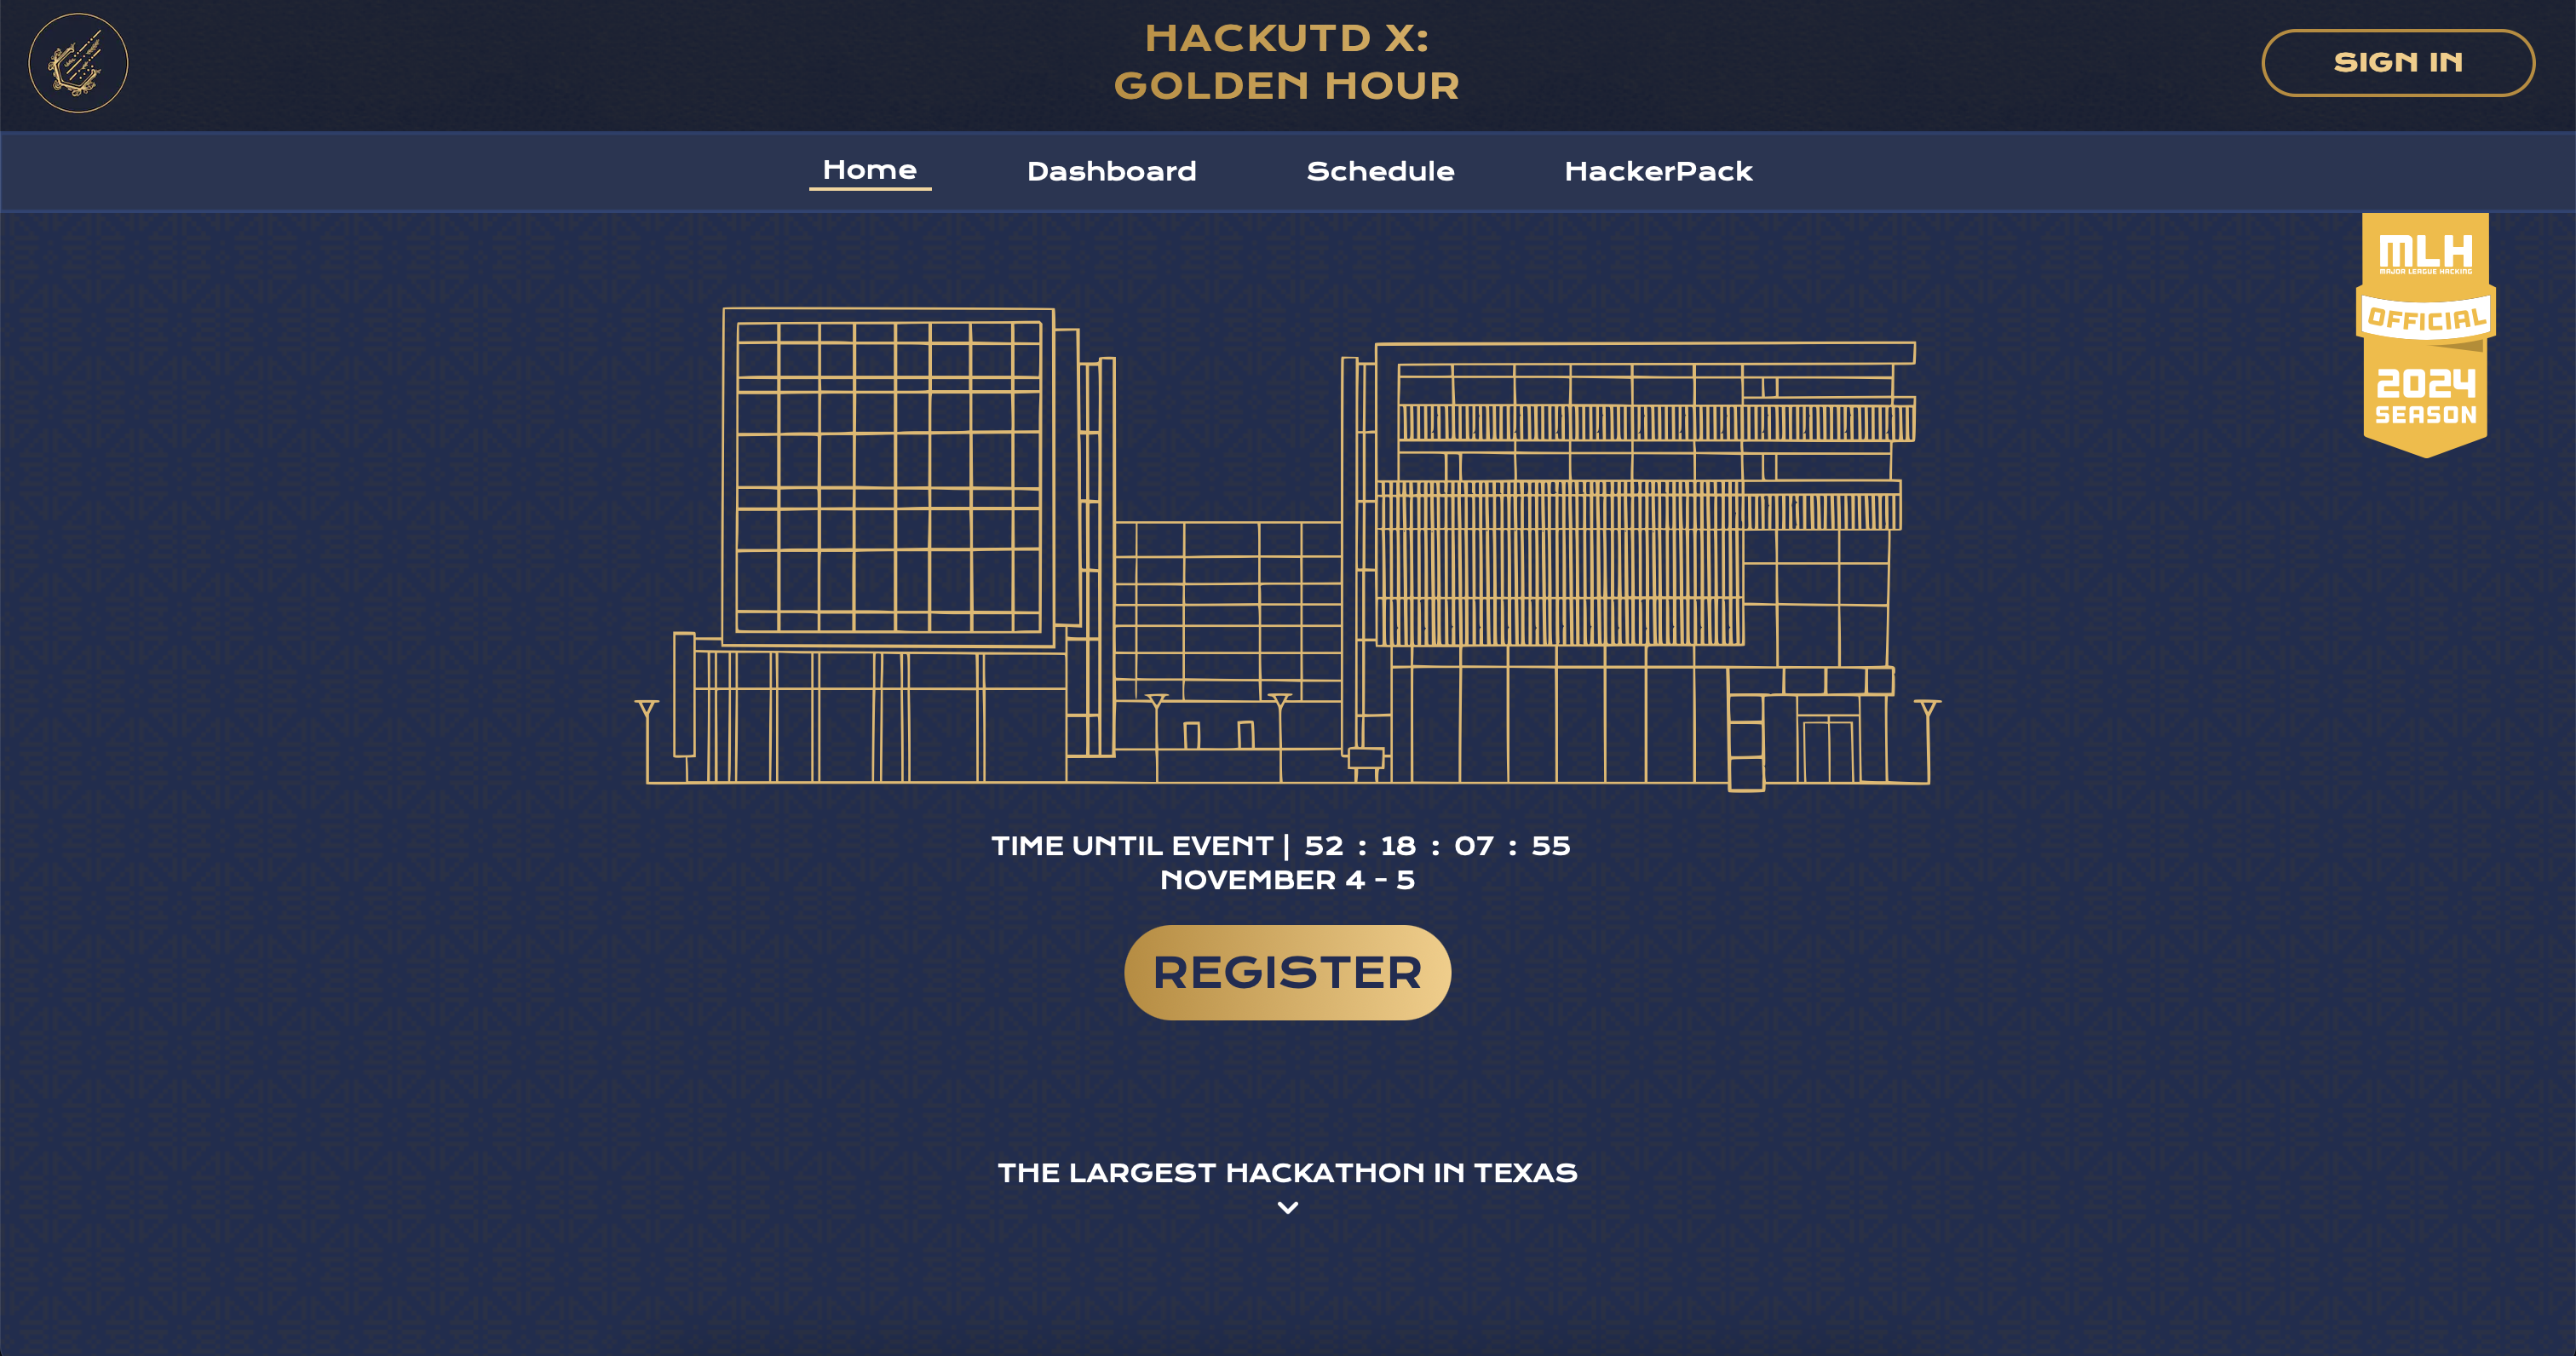 HACKUTD X:
GOLDEN HOUR
SIGN IN
Home Dashboard Schedule HackerPack
MLH
MAJOR LEAGUE HACKING
OFFICIAL
2024
SEASON
TIME UNTIL EVENT | 52 : 18 : 07 : 55
NOVEMBER 4 - 5
REGISTER
THE LARGEST HACKATHON IN TEXAS